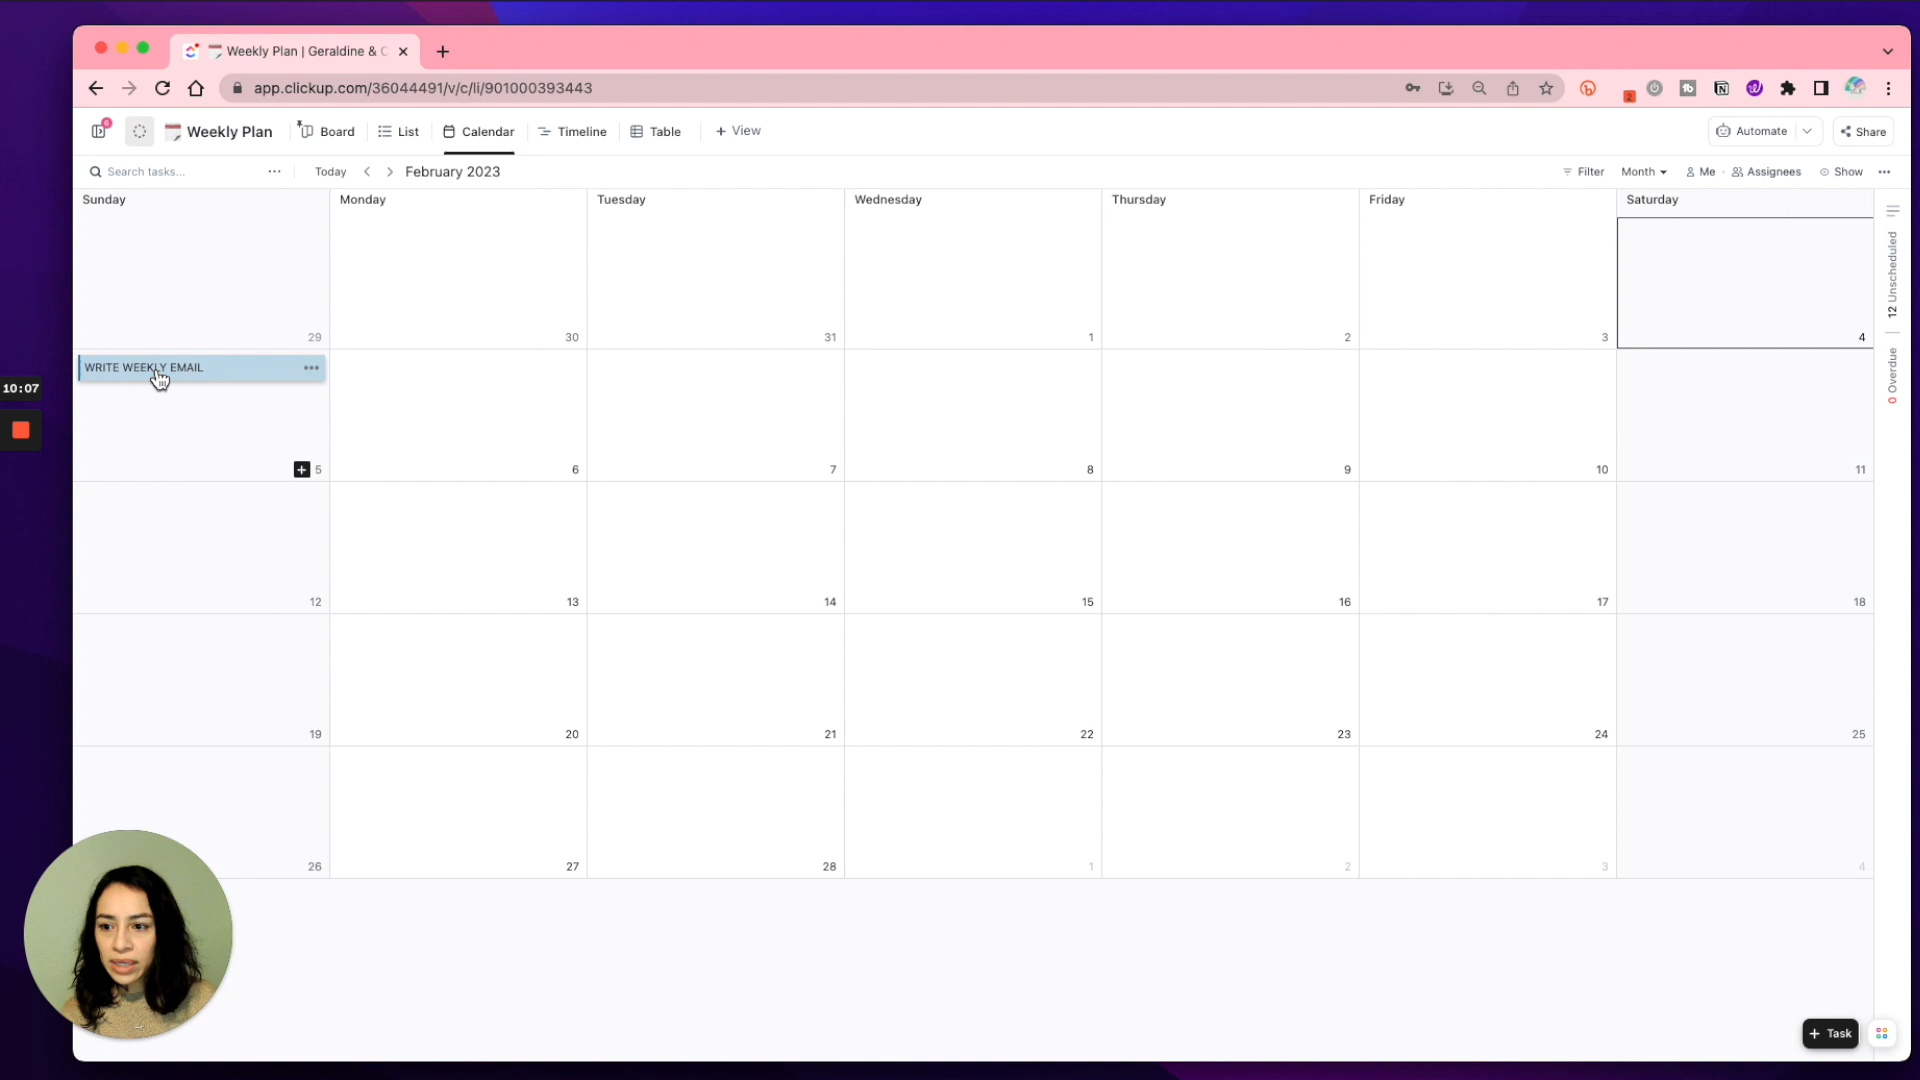 Weekly Plan | Geraldine & C
app.clickup.com/36044491/v/c/li/901000393443
2
6
Weekly Plan
Board
List
Calendar
Timeline
Table
+ View
Automate
Share
Search tasks...
Today
February 2023
Filter
Month
Me
Assignees
Show
Sunday
Monday
Tuesday
Wednesday
Thursday
Friday
Saturday
29
30
31
1
2
3
4
12 Unscheduled
0 Overdue
WRITE WEEKLY EMAIL
10:07
5
6
7
8
9
10
11
12
13
14
15
16
17
18
19
20
21
22
23
24
25
26
27
28
1
2
3
4
+ Task